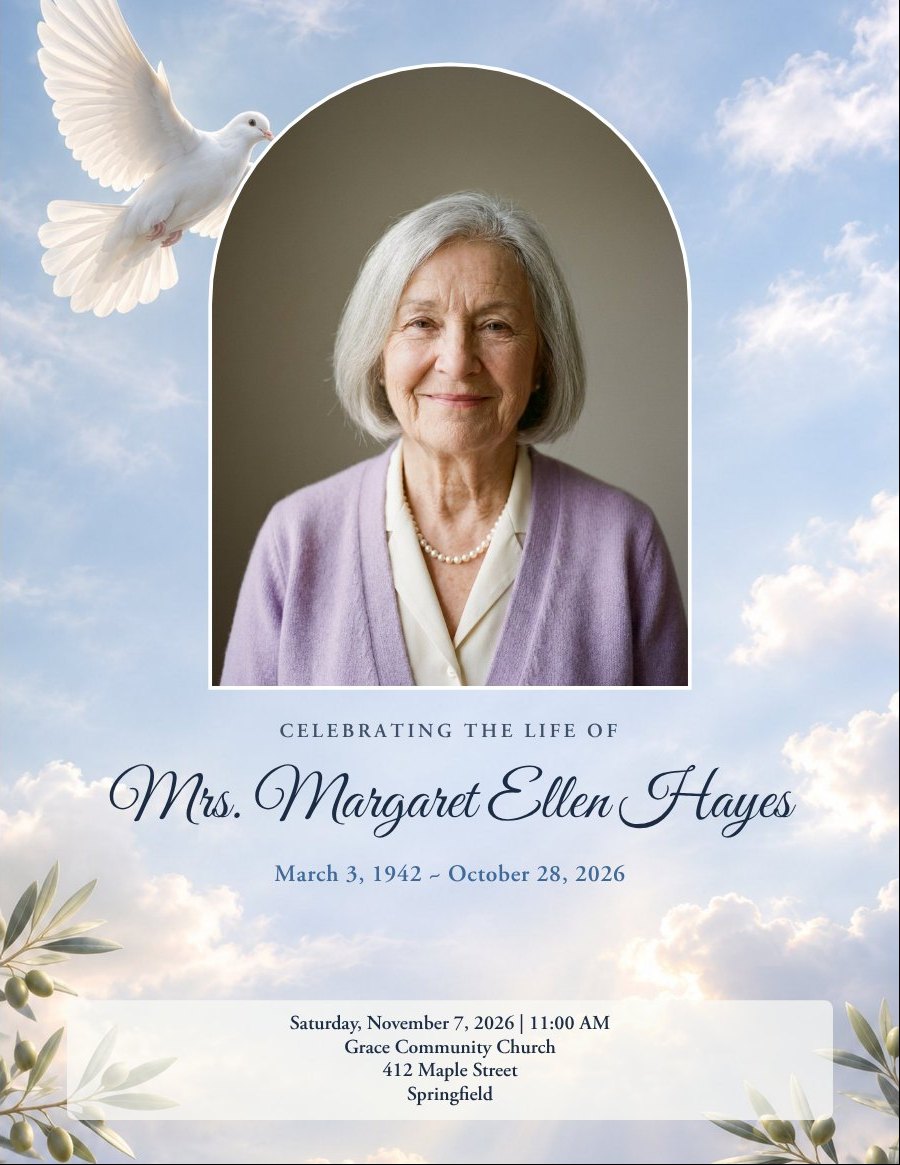 CELEBRATING THE LIFE OF
Mrs. Margaret Ellen Hayes
March 3, 1942 ~ October 28, 2026
Saturday, November 7, 2026 | 11:00 AM
Grace Community Church
412 Maple Street
Springfield